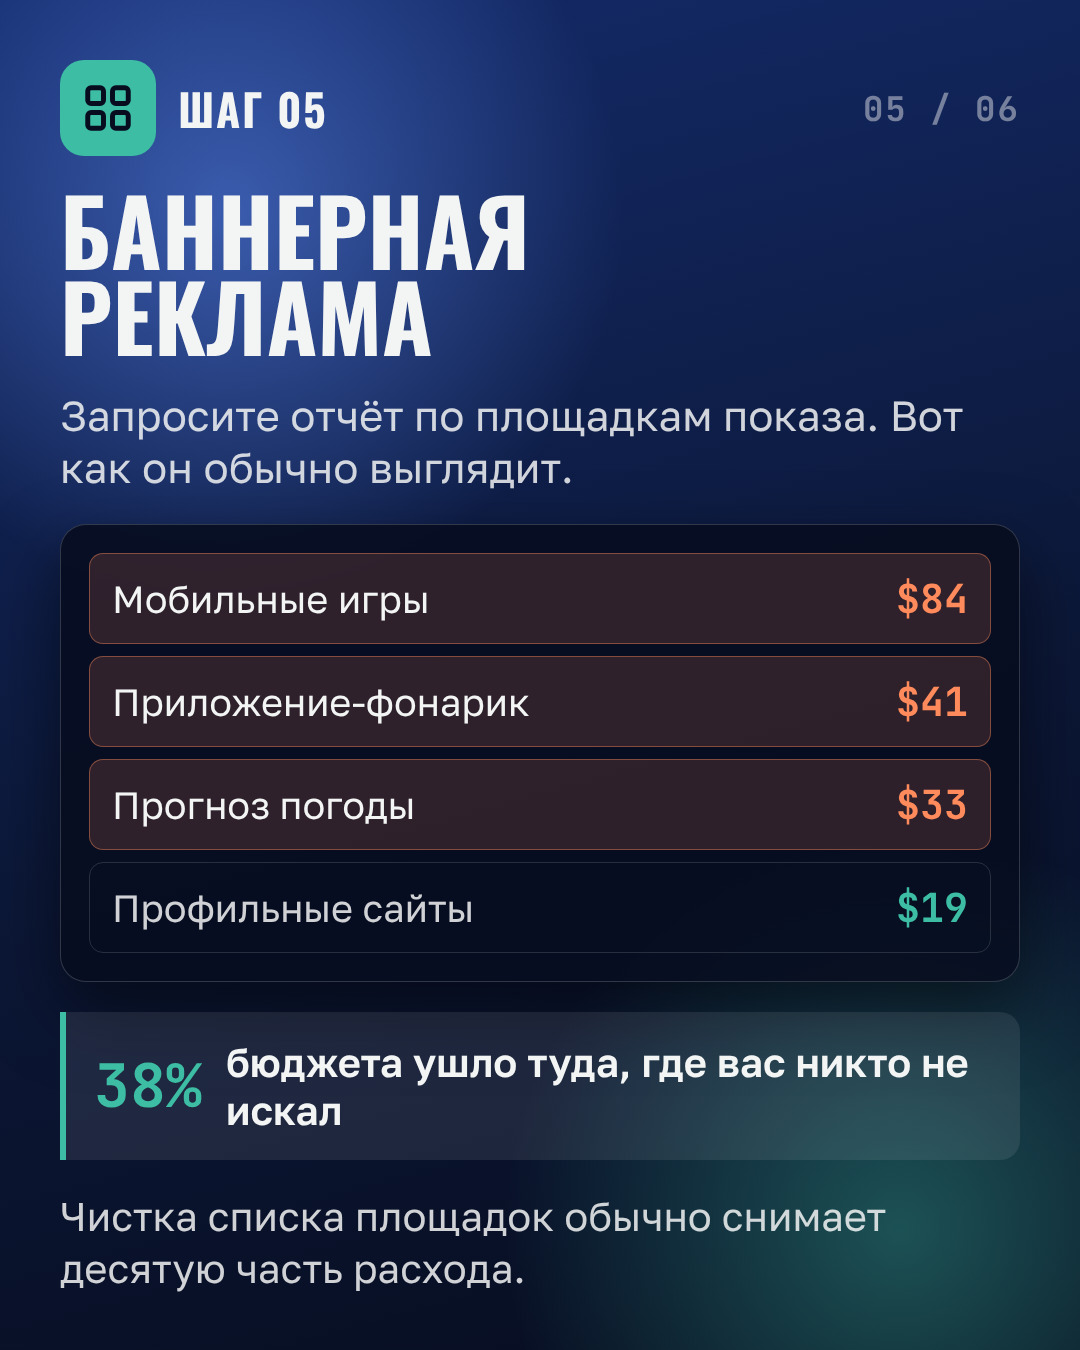 ШАГ 05
05 / 06
БАННЕРНАЯ
РЕКЛАМА
Запросите отчёт по площадкам показа. Вот
как он обычно выглядит.
Мобильные игры $84
Приложение-фонарик $41
Прогноз погоды $33
Профильные сайты $19
38% бюджета ушло туда, где вас никто не
искал
Чистка списка площадок обычно снимает
десятую часть расхода.